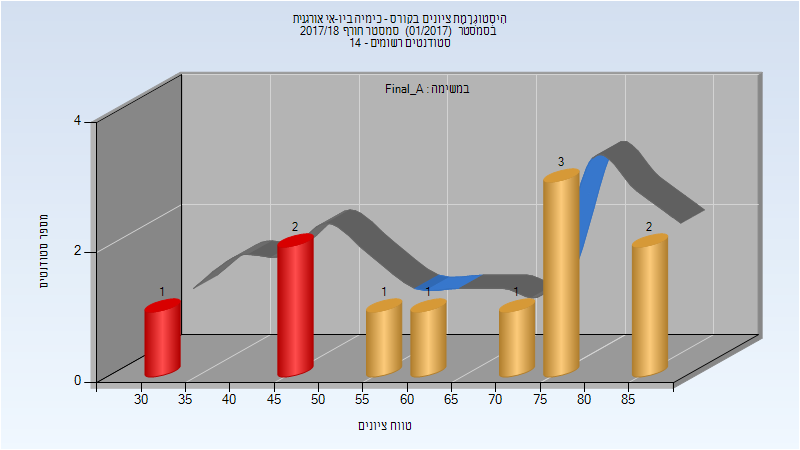 היסטוגרמת ציונים בקורס - כימיה ביו-אי אורגנית
בסמסטר (01/2017) סמסטר חורף 2017/18
סטודנטים רשומים - 14
במשימה : Final_A
מספר סטודנטים
4
2
0
1
2
1
1
1
3
2
30 35 40 45 50 55 60 65 70 75 80 85
טווח ציונים